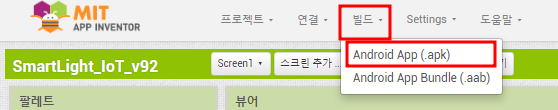 MIT
APP INVENTOR
프로젝트 연결 빌드 Settings 도움말
Android App (.apk)
Android App Bundle (.aab)
SmartLight_IoT_v92 Screen1 스크린 추가 ..
팔레트 뷰어